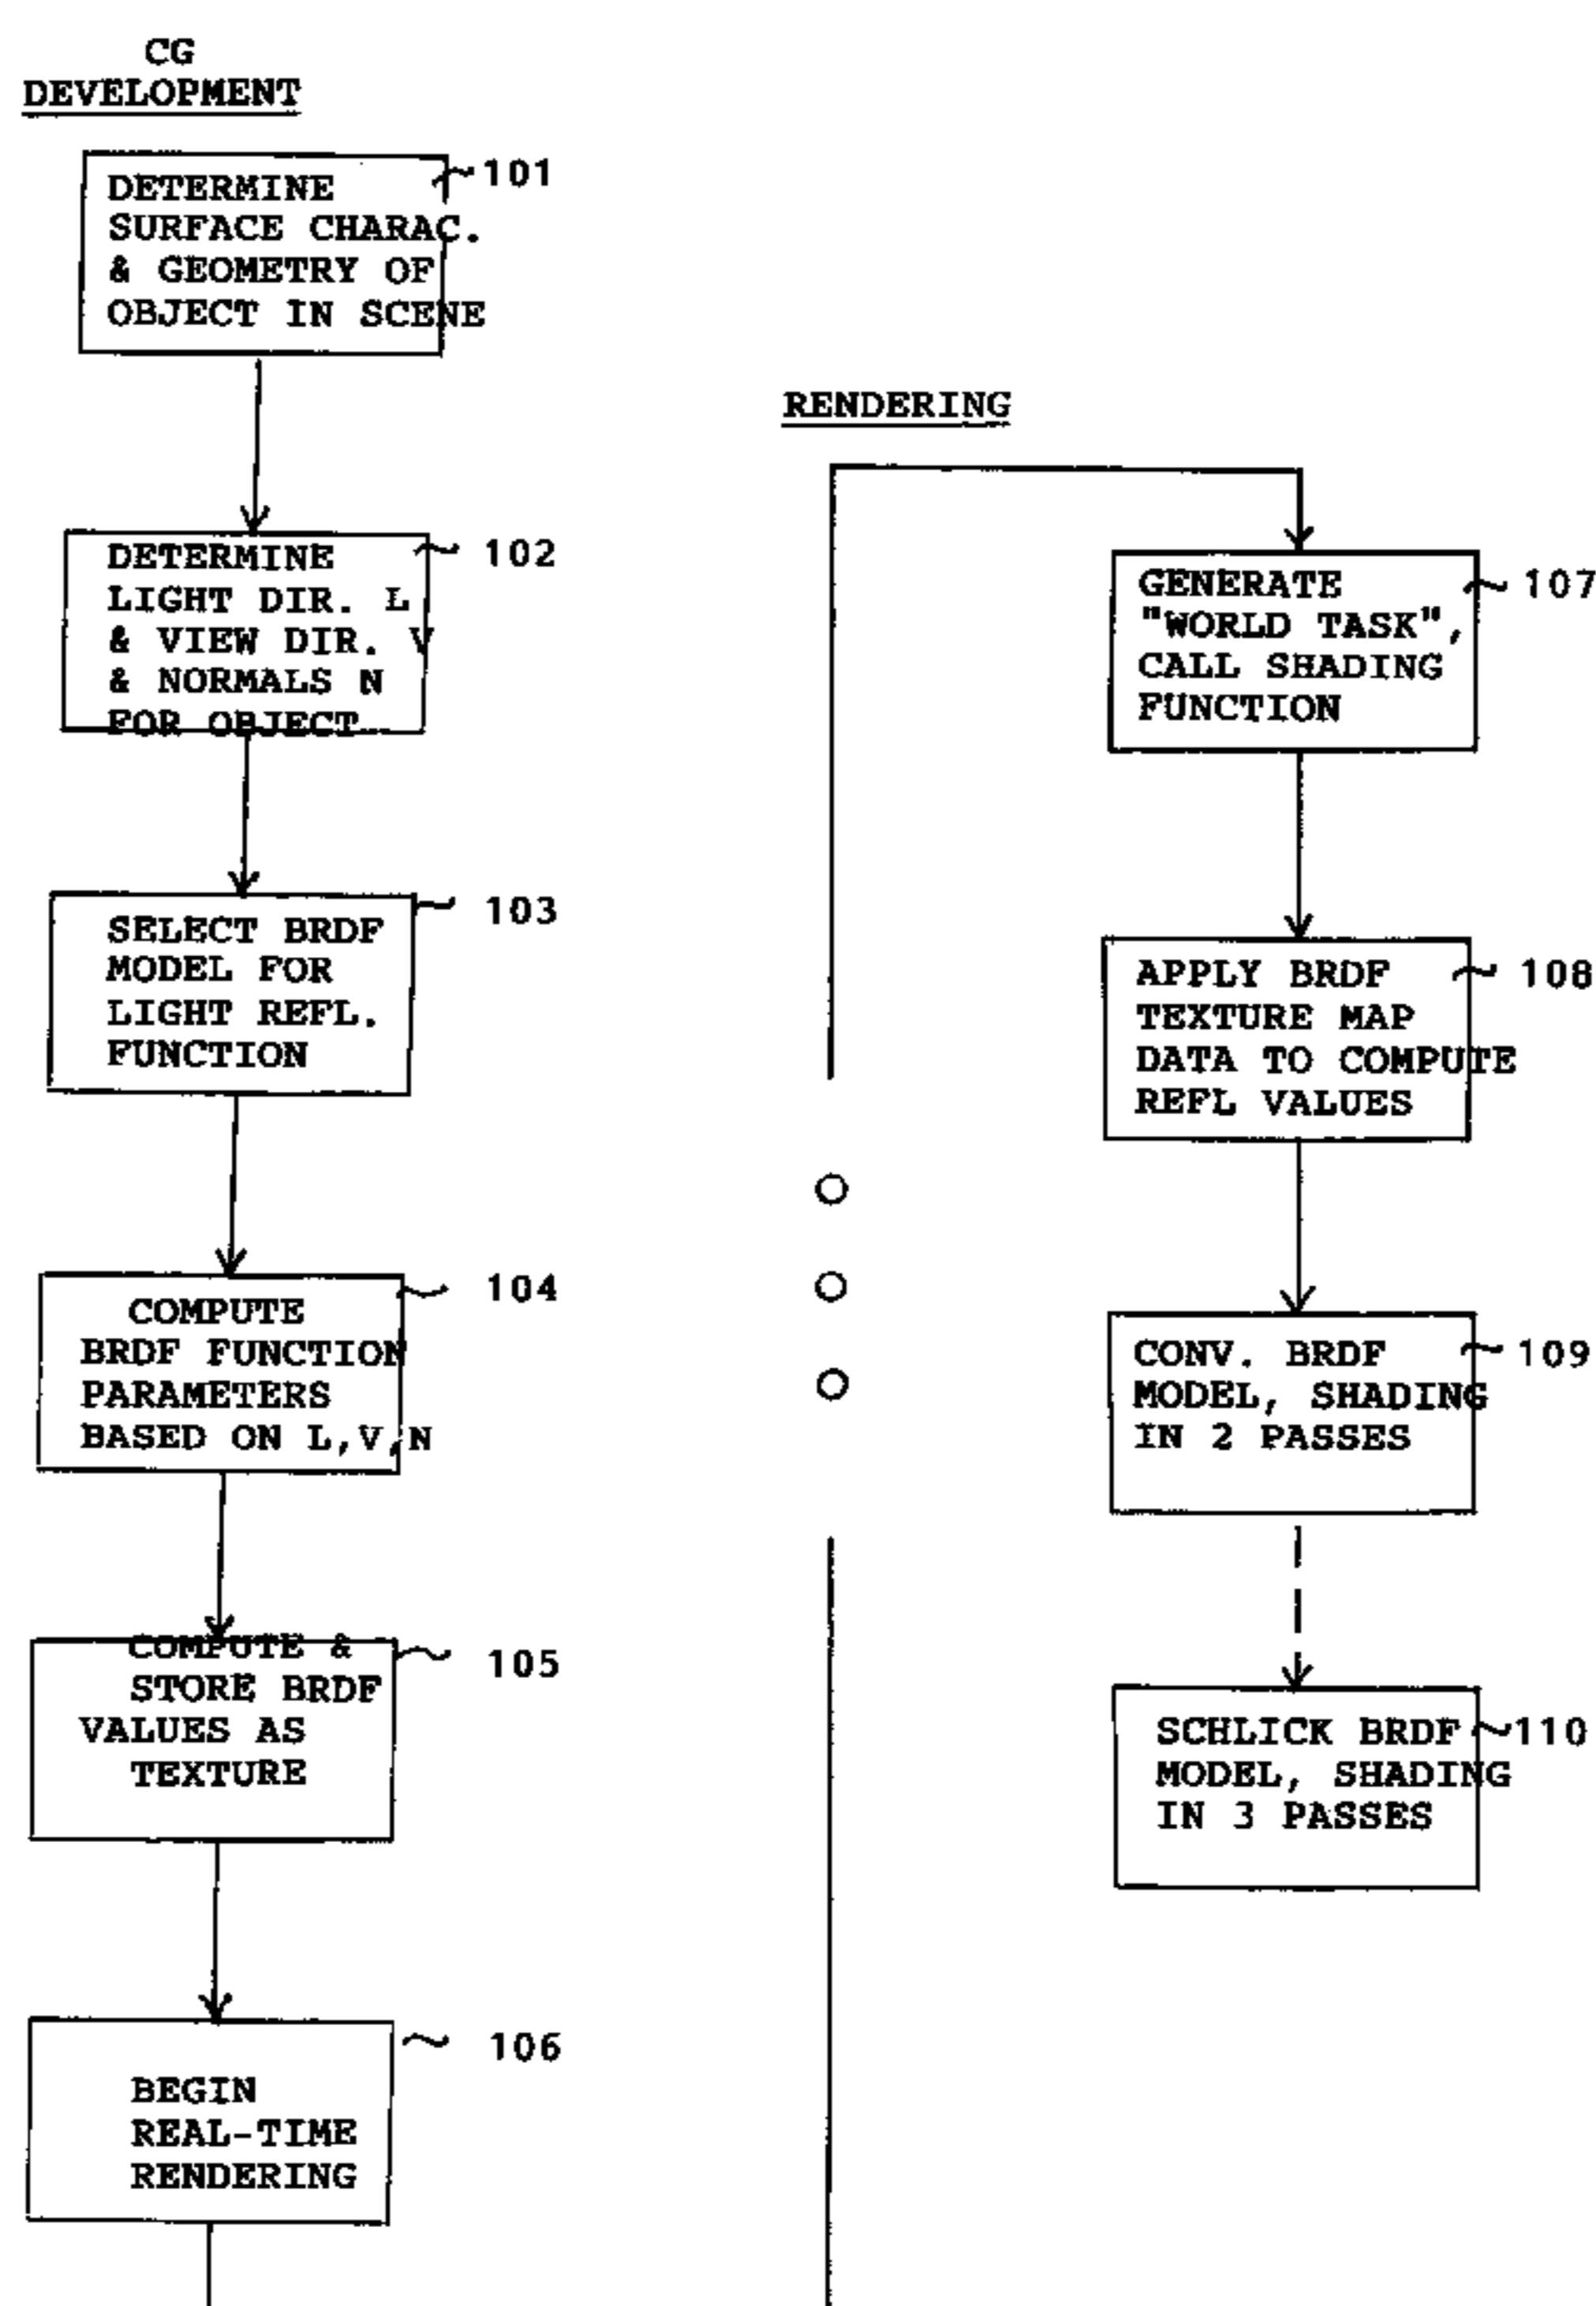 CG
DEVELOPMENT
101
DETERMINE
SURFACE CHARAC.
& GEOMETRY OF
OBJECT IN SCENE
102
DETERMINE
LIGHT DIR. L
& VIEW DIR. V
& NORMALS N
FOR OBJECT
103
SELECT BRDF
MODEL FOR
LIGHT REFL.
FUNCTION
104
COMPUTE
BRDF FUNCTION
PARAMETERS
BASED ON L,V,N
105
COMPUTE &
STORE BRDF
VALUES AS
TEXTURE
106
BEGIN
REAL-TIME
RENDERING
RENDERING
107
GENERATE
"WORLD TASK",
CALL SHADING
FUNCTION
108
APPLY BRDF
TEXTURE MAP
DATA TO COMPUTE
REFL VALUES
109
CONV. BRDF
MODEL, SHADING
IN 2 PASSES
110
SCHLICK BRDF
MODEL, SHADING
IN 3 PASSES